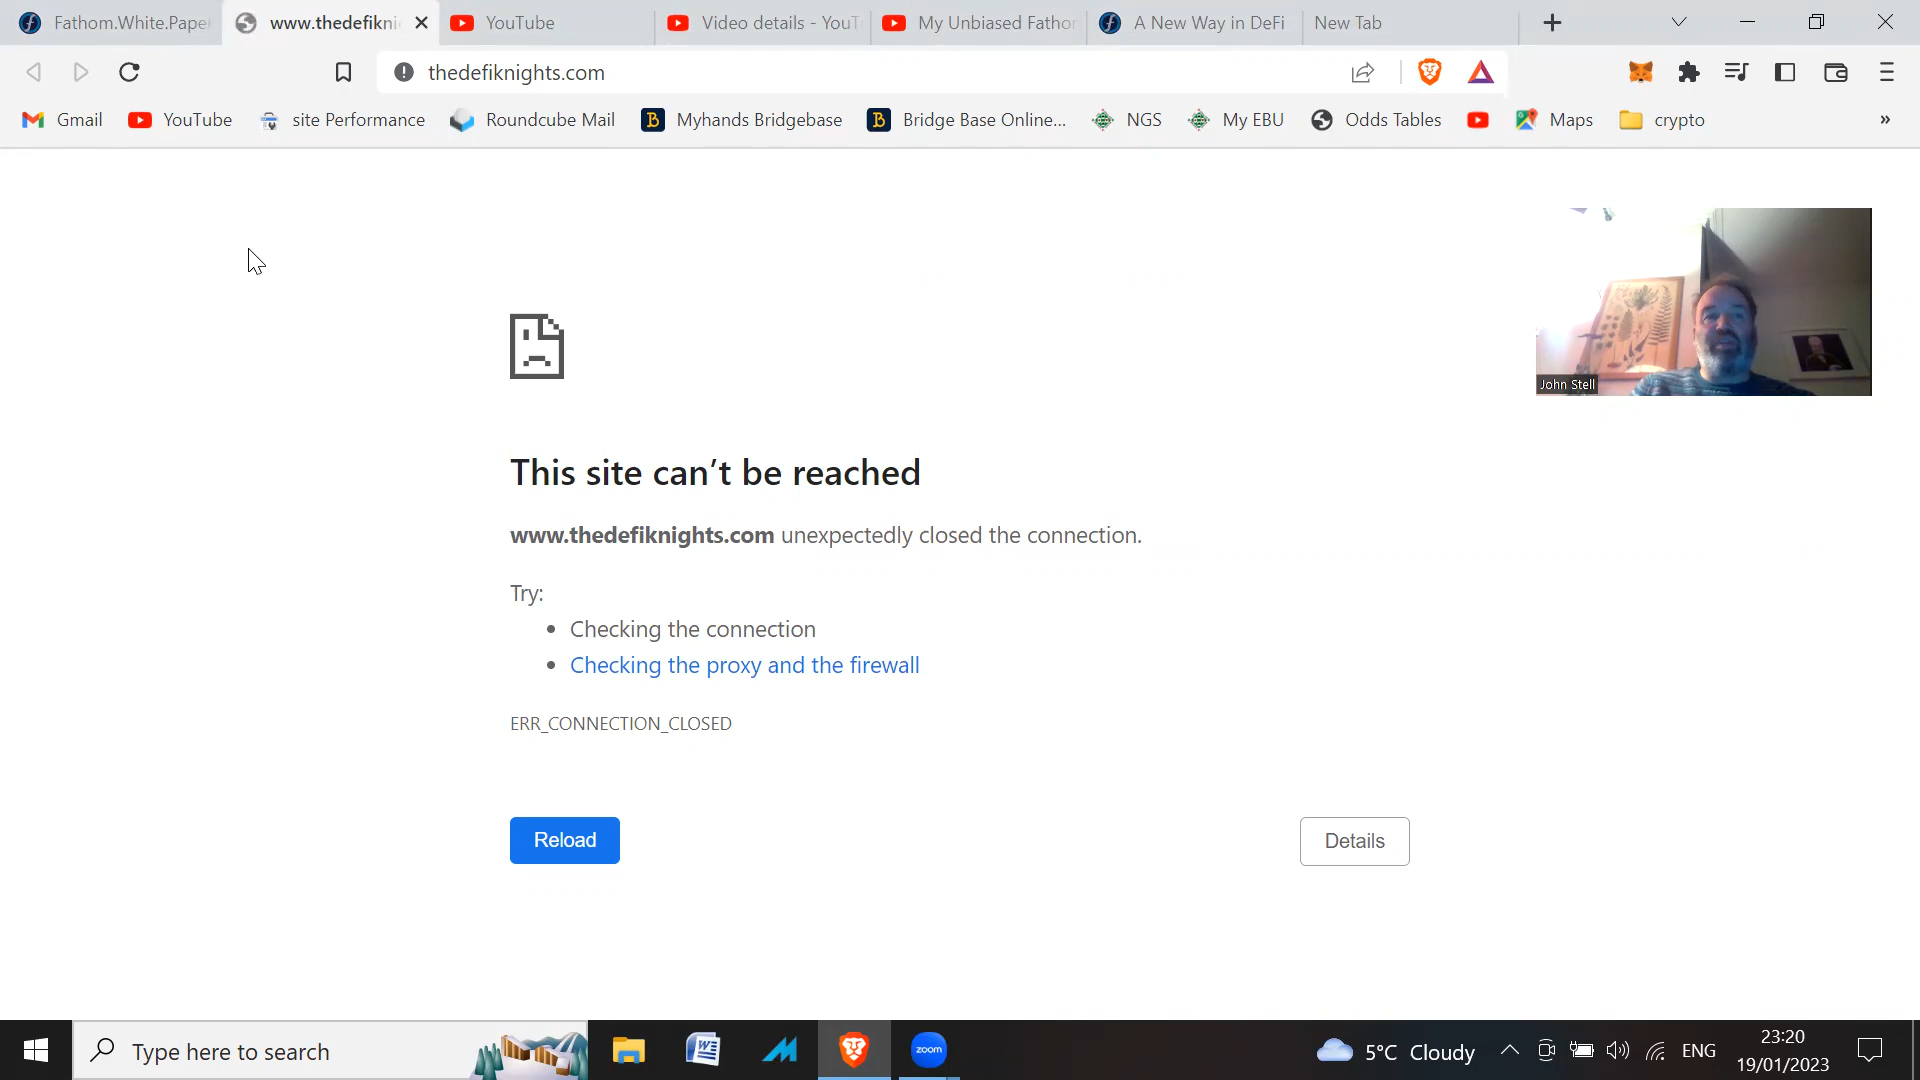 Fathom.White.Pape
www.thedefikni
YouTube
Video details - YouT
My Unbiased Fathom
A New Way in DeFi
New Tab
thedefiknights.com
Gmail
YouTube
site Performance
Roundcube Mail
Myhands Bridgebase
Bridge Base Online...
NGS
My EBU
Odds Tables
Maps
crypto
»
John Stell
This site can’t be reached
www.thedefiknights.com unexpectedly closed the connection.
Try:
• Checking the connection
• Checking the proxy and the firewall
ERR_CONNECTION_CLOSED
Reload
Details
Type here to search
zoom
5°C Cloudy
ENG
23:20
19/01/2023